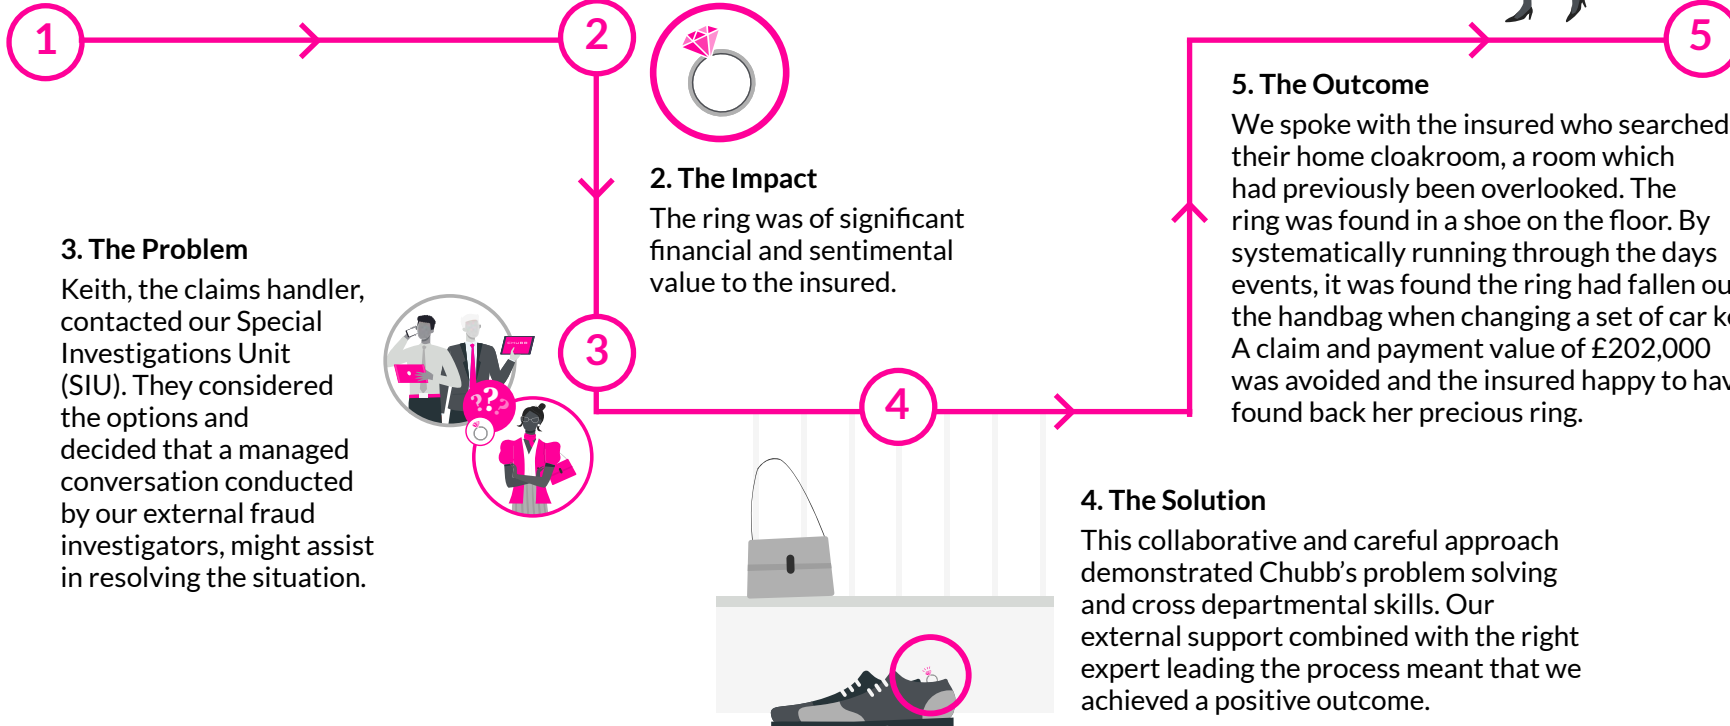 1
2
2. The Impact
The ring was of significant
financial and sentimental
value to the insured.
3. The Problem
Keith, the claims handler,
contacted our Special
Investigations Unit
(SIU). They considered
the options and
decided that a managed
conversation conducted
by our external fraud
investigators, might assist
in resolving the situation.
???
3
4
4. The Solution
This collaborative and careful approach
demonstrated Chubb’s problem solving
and cross departmental skills. Our
external support combined with the right
expert leading the process meant that we
achieved a positive outcome.
5
5. The Outcome
We spoke with the insured who searched
their home cloakroom, a room which
had previously been overlooked. The
ring was found in a shoe on the floor. By
systematically running through the days
events, it was found the ring had fallen
the handbag when changing a set of car
A claim and payment value of £202,000
was avoided and the insured happy to
found back her precious ring.